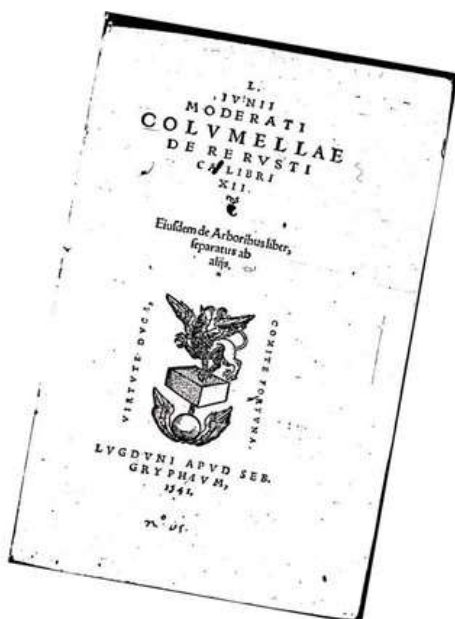 L.
IVNII
MODERATI
COLVMELLAE
DE RE RVSTI
CA LIBRI
XII.
Eiusdem de Arboribus liber,
separatus ab
alijs.
VIRTVTE DVCE,
COMITE FORTVNA.
LVGDVNI APVD SEB.
GRYPHIVM,
1541.